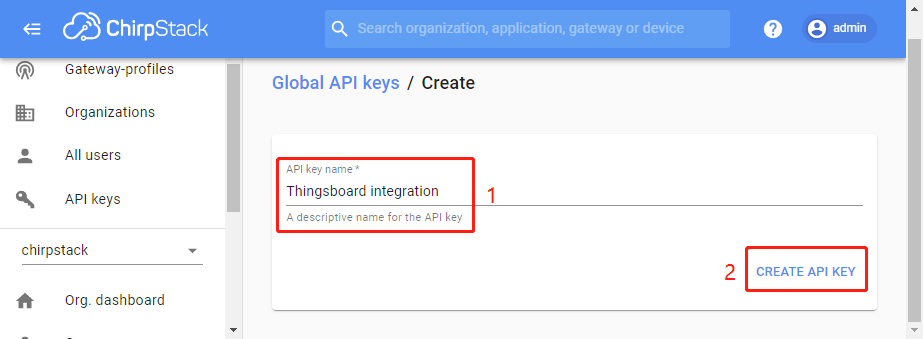 ChirpStack
Search organization, application, gateway or device
?
admin
Gateway-profiles
Organizations
All users
API keys
chirpstack
Org. dashboard
Global API keys / Create
API key name *
Thingsboard integration
A descriptive name for the API key
1
2
CREATE API KEY